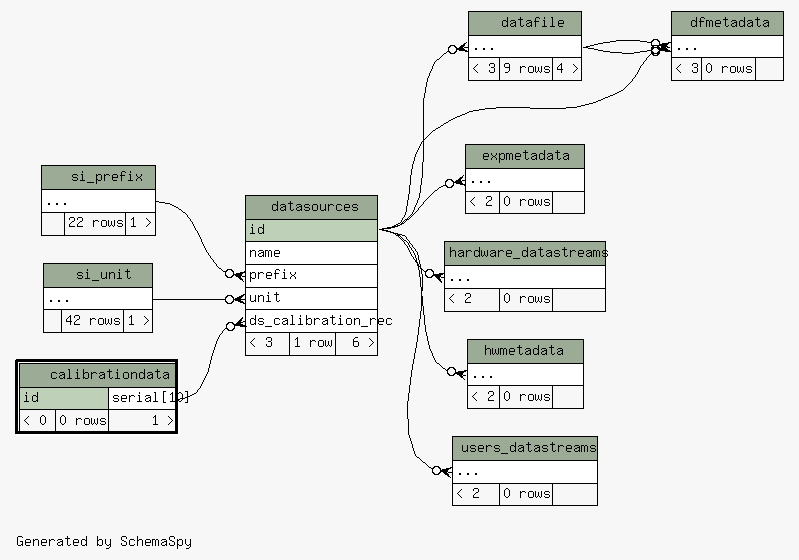 datafile
...
< 3 9 rows 4 >
dfmetadata
...
< 3 0 rows
expmetadata
...
< 2 0 rows
si_prefix
...
22 rows 1 >
datasources
id
name
prefix
unit
ds_calibration_rec
< 3 1 row 6 >
hardware_datastreams
...
< 2 0 rows
si_unit
...
42 rows 1 >
hwmetadata
...
< 2 0 rows
calibrationdata
id serial[10]
< 0 0 rows 1 >
users_datastreams
...
< 2 0 rows
Generated by SchemaSpy